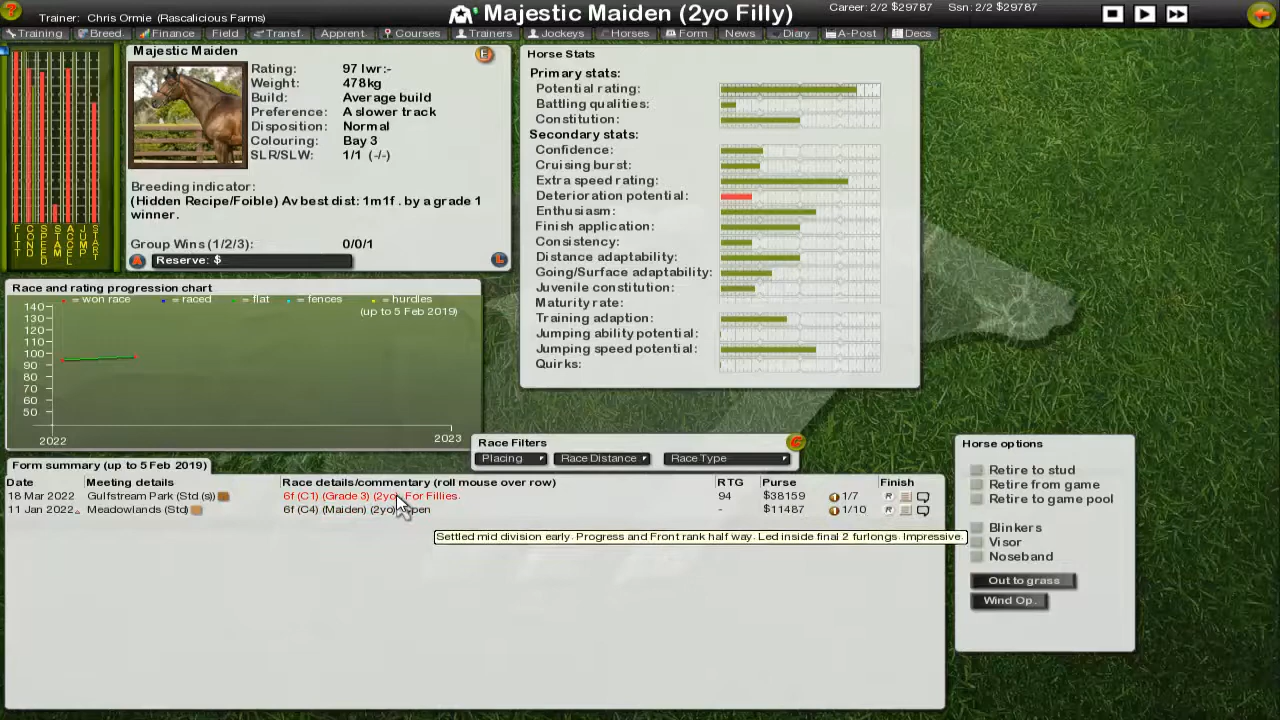 Trainer: Chris Ormie (Rascalicious Farms)
Majestic Maiden (2yo Filly)
Career: 2/2 $29787 Ssn: 2/2 $29787
Training Breed. Finance Field Transf. Apprent. Courses Trainers Jockeys Horses Form News Diary A-Post Decs
Majestic Maiden
E
Rating: 97 lwr:-
Weight: 478kg
Build: Average build
Preference: A slower track
Disposition: Normal
Colouring: Bay 3
SLR/SLW: 1/1 (-/-)
Breeding indicator:
(Hidden Recipe/Foible) Av best dist: 1m1f . by a grade 1
winner.
Group Wins (1/2/3): 0/0/1
A Reserve: $ L
FITT COND SPEED STAM ACCEL JUMP START
Horse Stats
Primary stats:
Potential rating:
Battling qualities:
Constitution:
Secondary stats:
Confidence:
Cruising burst:
Extra speed rating:
Deterioration potential:
Enthusiasm:
Finish application:
Consistency:
Distance adaptability:
Going/Surface adaptability:
Juvenile constitution:
Maturity rate:
Training adaption:
Jumping ability potential:
Jumping speed potential:
Quirks:
Race and rating progression chart
= won race = raced = flat = fences = hurdles
(up to 5 Feb 2019)
140
130
120
110
100
90
80
70
60
50
2022 2023
Race Filters
Placing Race Distance Race Type
Form summary (up to 5 Feb 2019)
Date Meeting details Race details/commentary (roll mouse over row) RTG Purse Finish
18 Mar 2022 Gulfstream Park (Std (s)) 6f (C1) (Grade 3) (2yo) For Fillies. 94 $38159 1/7 R
11 Jan 2022 Meadowlands (Std) 6f (C4) (Maiden) (2yo) Open - $11487 1/10 R
Settled mid division early. Progress and Front rank half way. Led inside final 2 furlongs. Impressive.
Horse options
Retire to stud
Retire from game
Retire to game pool
Blinkers
Visor
Noseband
Out to grass
Wind Op.